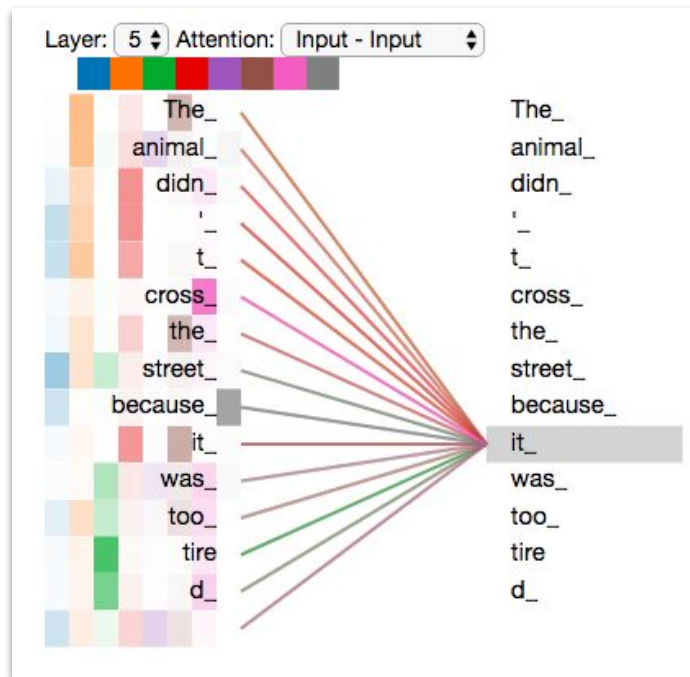 Layer: 5 Attention: Input - Input
The_ The_
animal_ animal_
didn_ didn_
'_ '_
t_ t_
cross_ cross_
the_ the_
street_ street_
because_ because_
it_ it_
was_ was_
too_ too_
tire tire
d_ d_